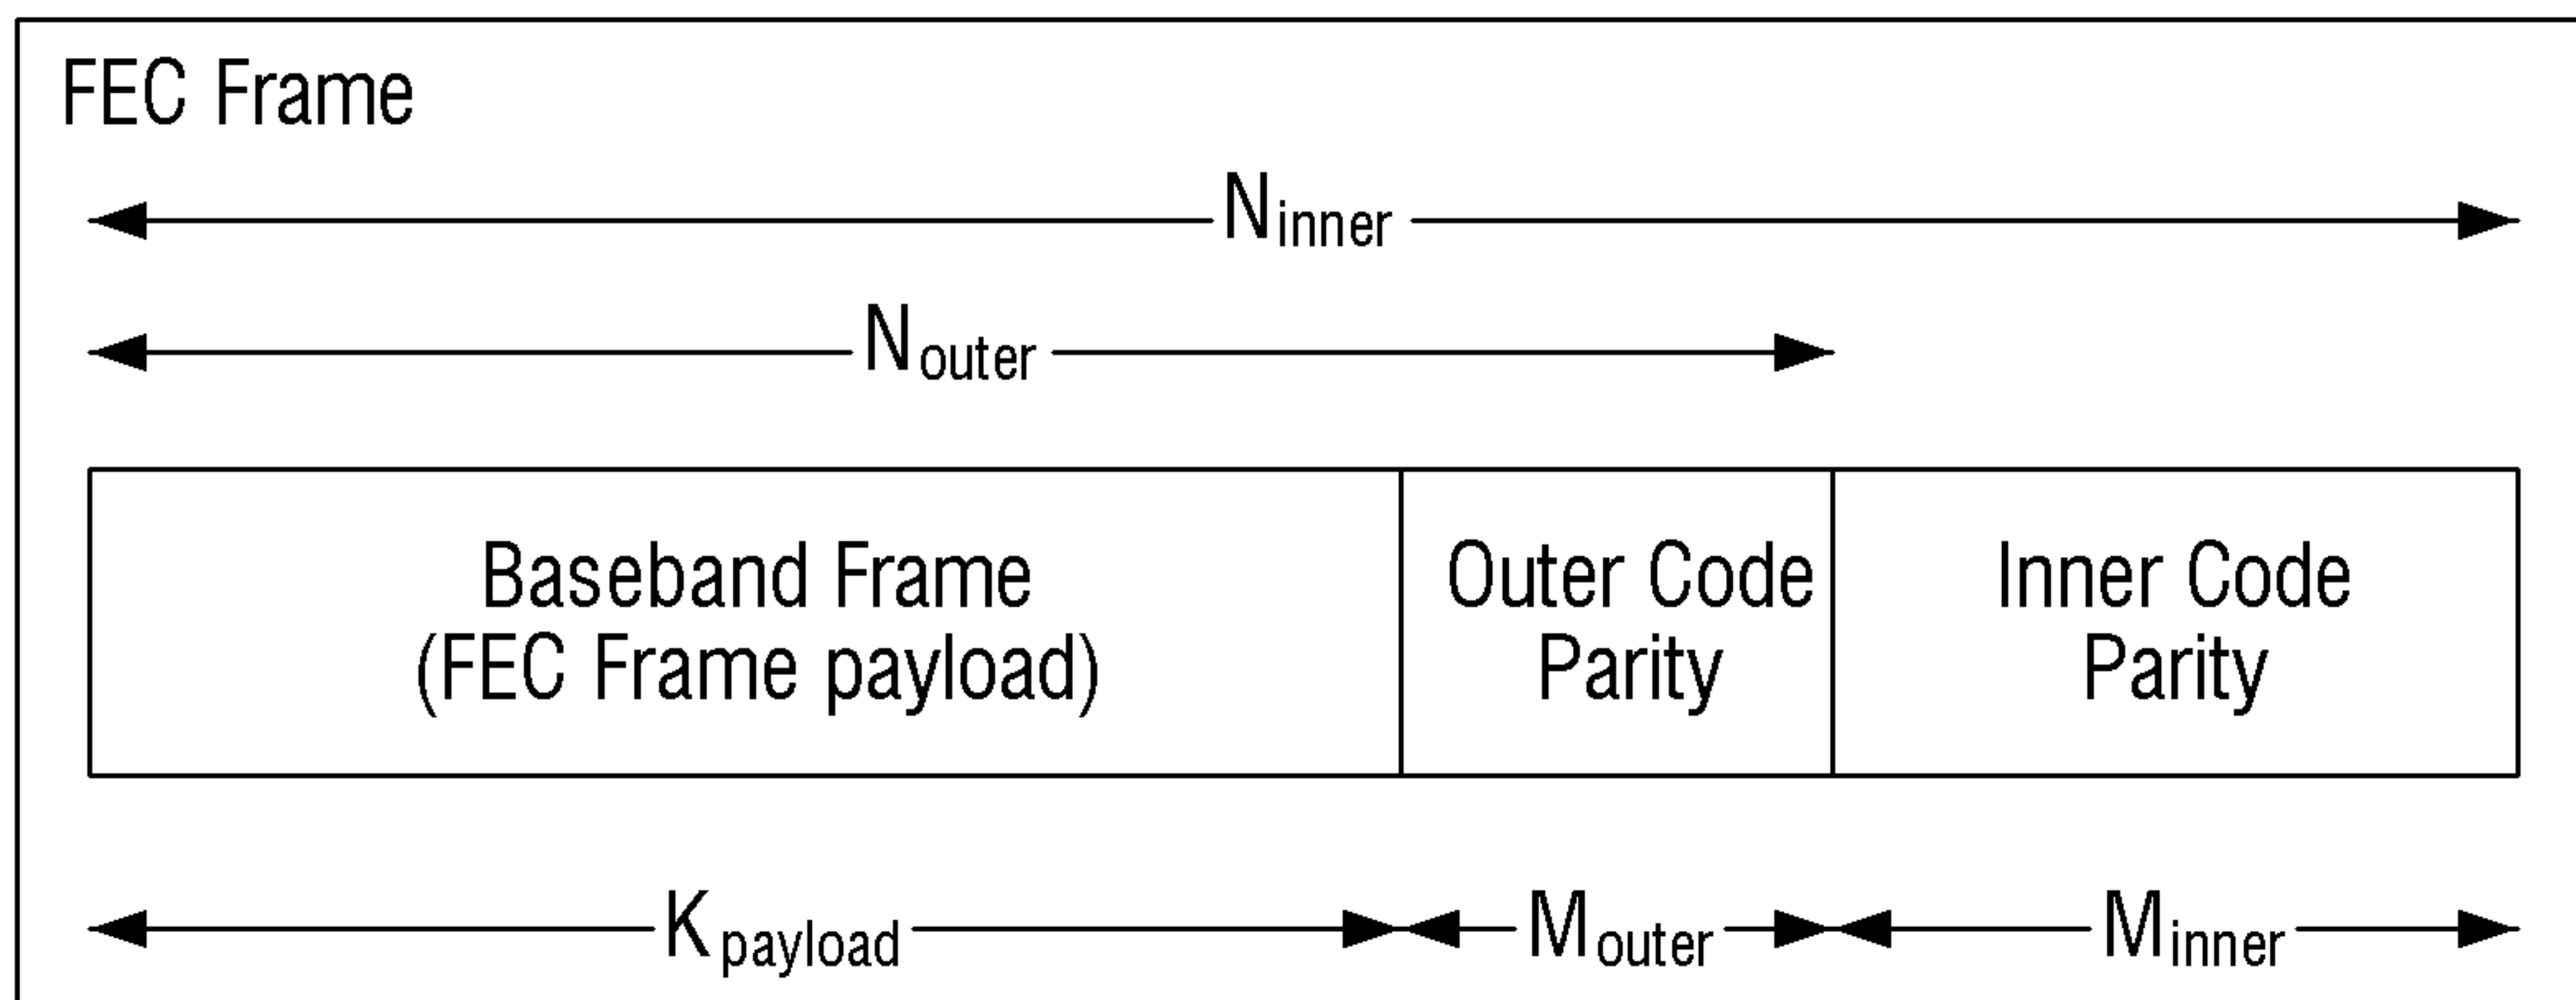 FEC Frame
Ninner
Nouter
Baseband Frame
(FEC Frame payload)
Outer Code
Parity
Inner Code
Parity
Kpayload
Mouter
Minner